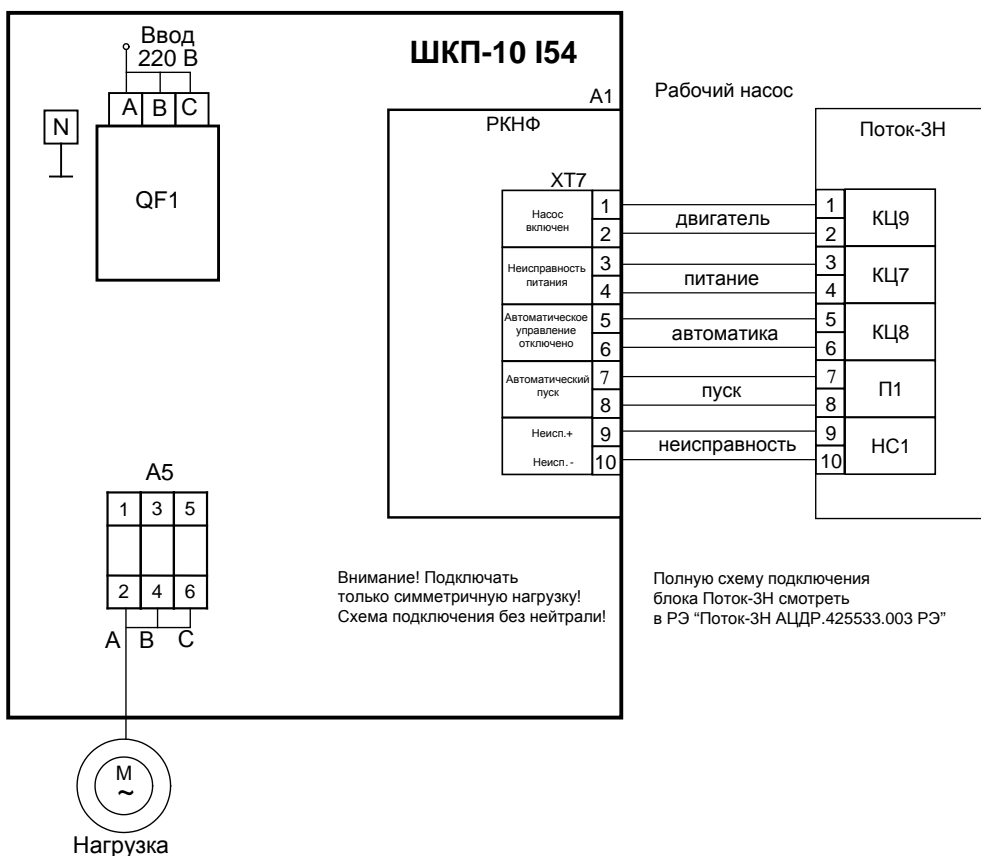 Ввод
220 В
ШКП-10 I54
A B C
N
QF1
A1
Рабочий насос
РКНФ
Поток-3Н
XT7
Насос
включен
1
2
двигатель
1
2
КЦ9
Неисправность
питания
3
4
питание
3
4
КЦ7
Автоматическое
управление
отключено
5
6
автоматика
5
6
КЦ8
Автоматический
пуск
7
8
пуск
7
8
П1
Неисп.+
Неисп. -
9
10
неисправность
9
10
НС1
A5
1 3 5
2 4 6
A B C
Внимание! Подключать
только симметричную нагрузку!
Схема подключения без нейтрали!
Полную схему подключения
блока Поток-3Н смотреть
в РЭ “Поток-3Н АЦДР.425533.003 РЭ”
M
~
Нагрузка